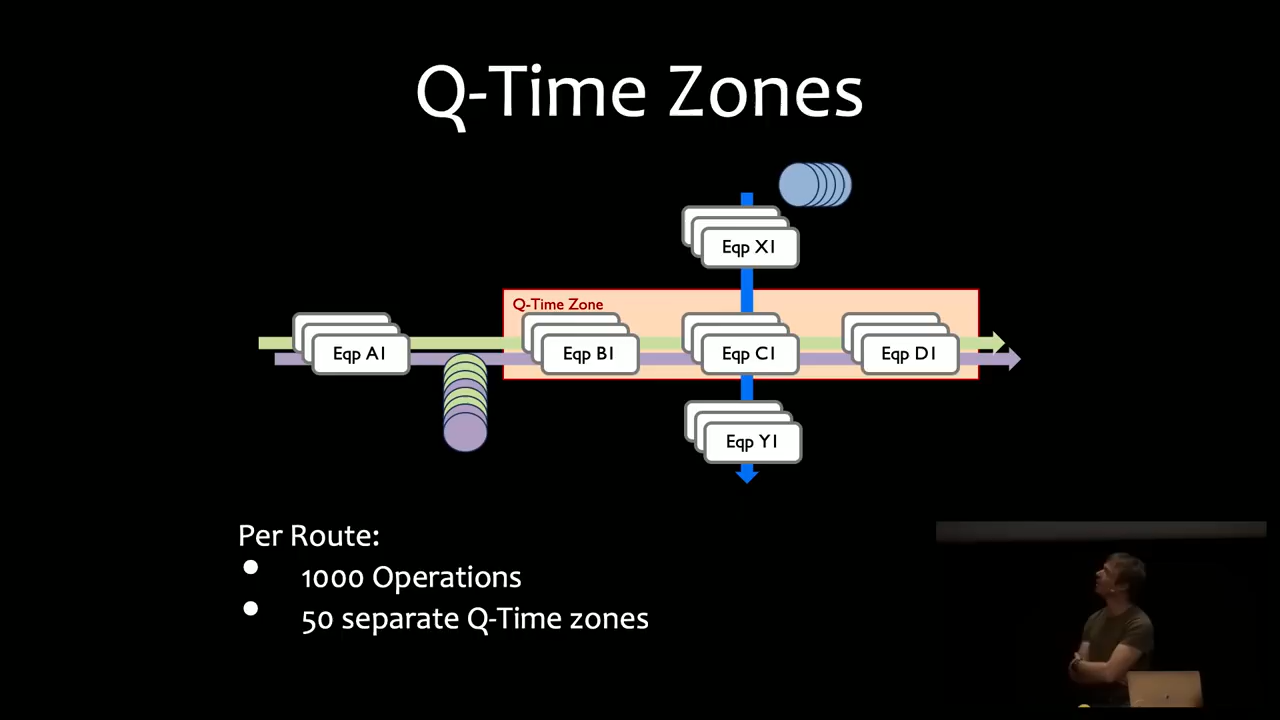 Q-Time Zones
Eqp X1
Q-Time Zone
Eqp A1
Eqp B1
Eqp C1
Eqp D1
Eqp Y1
Per Route:
• 1000 Operations
• 50 separate Q-Time zones